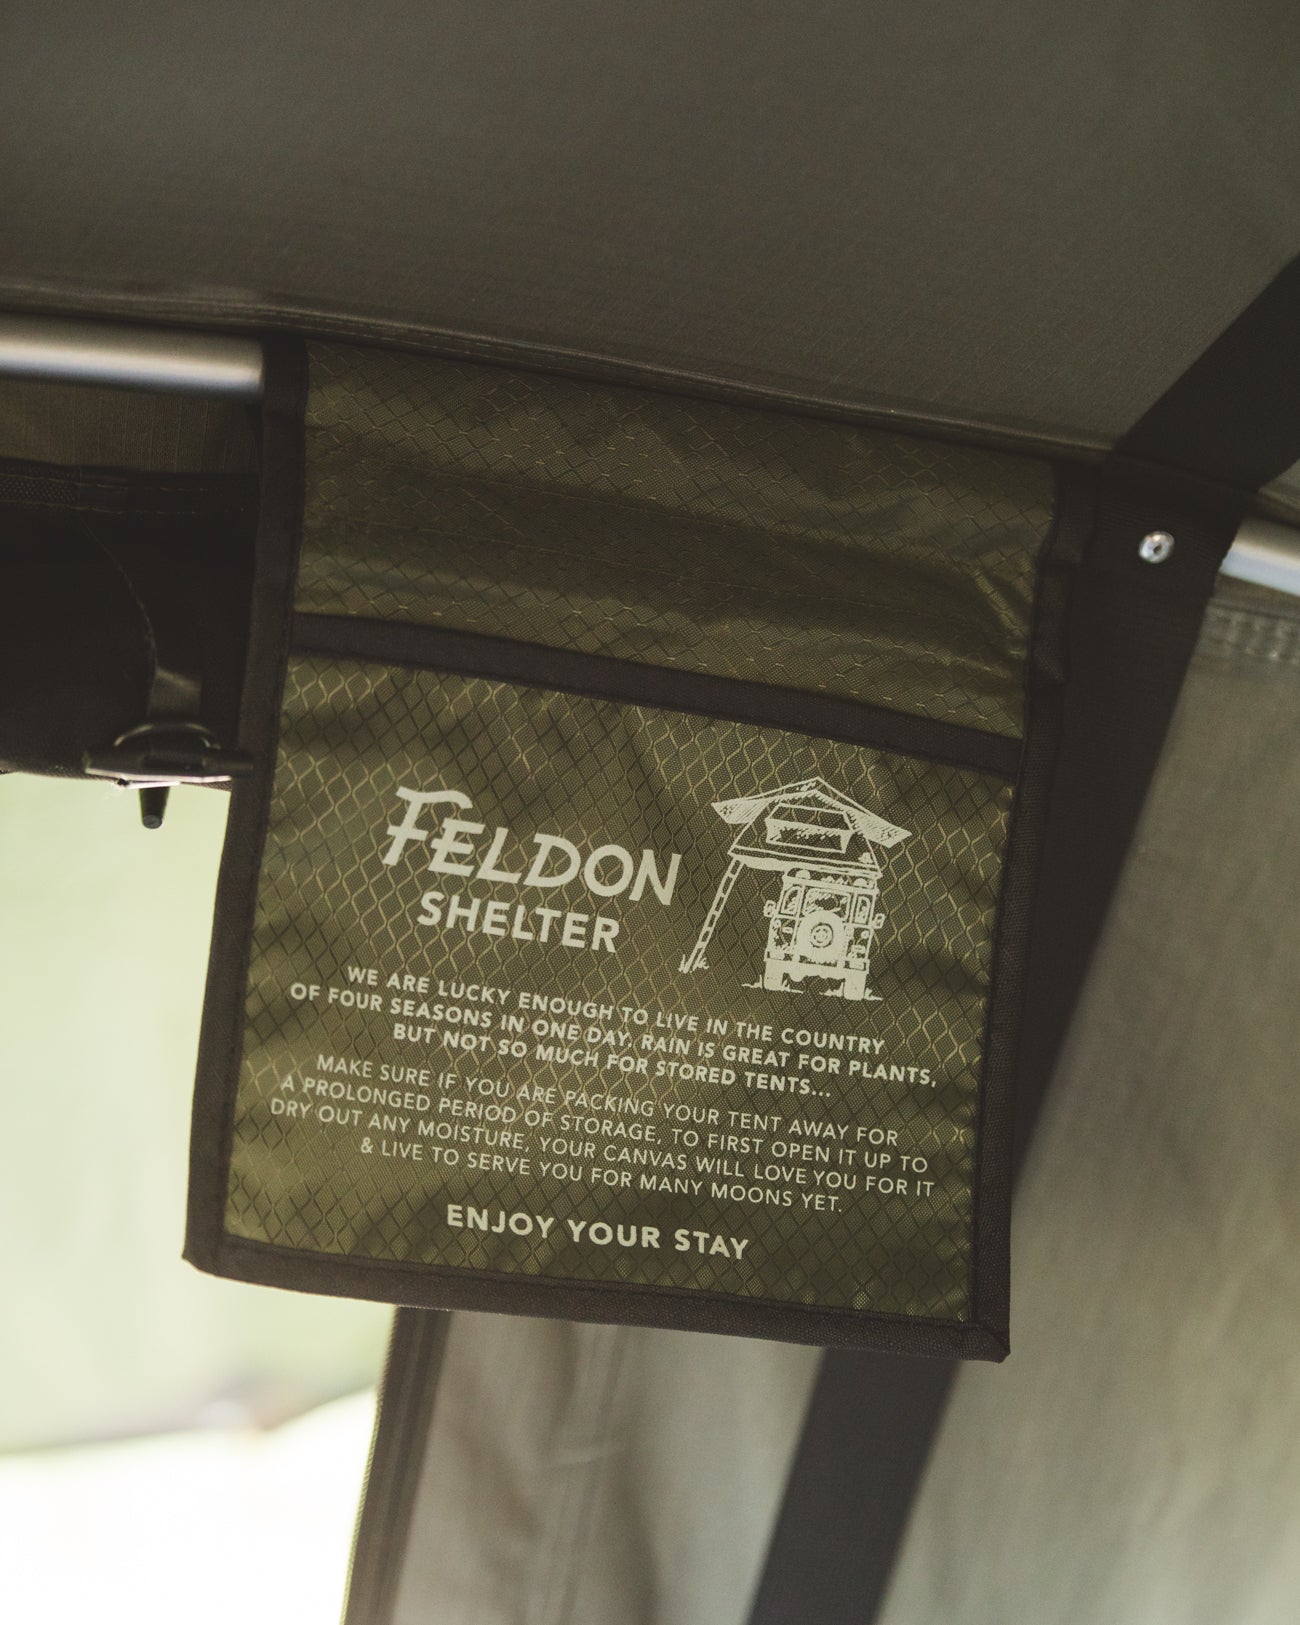 FELDON
SHELTER
WE ARE LUCKY ENOUGH TO LIVE IN THE COUNTRY
OF FOUR SEASONS IN ONE DAY. RAIN IS GREAT FOR PLANTS,
BUT NOT SO MUCH FOR STORED TENTS...
MAKE SURE IF YOU ARE PACKING YOUR TENT AWAY FOR
A PROLONGED PERIOD OF STORAGE, TO FIRST OPEN IT UP TO
DRY OUT ANY MOISTURE, YOUR CANVAS WILL LOVE YOU FOR IT
& LIVE TO SERVE YOU FOR MANY MOONS YET.
ENJOY YOUR STAY